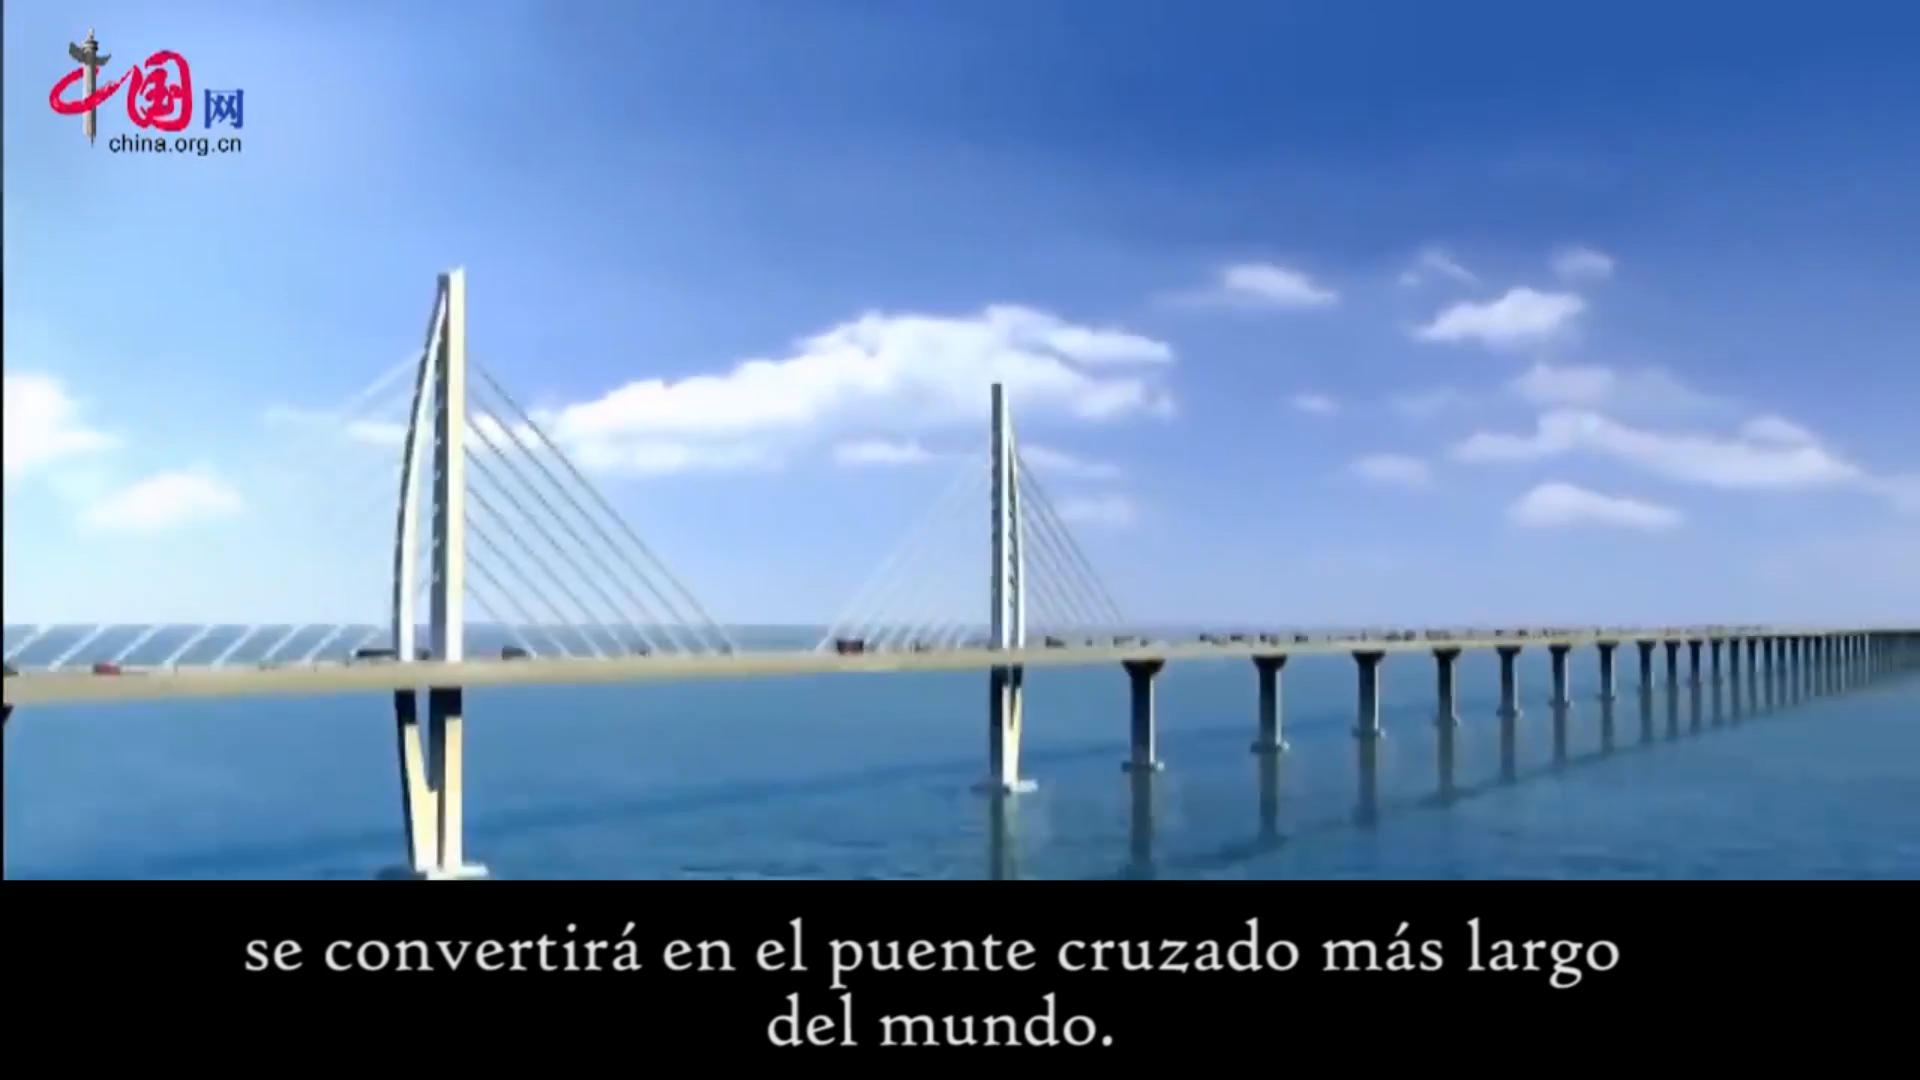 中国网
china.org.cn
se convertirá en el puente cruzado más largo
del mundo.